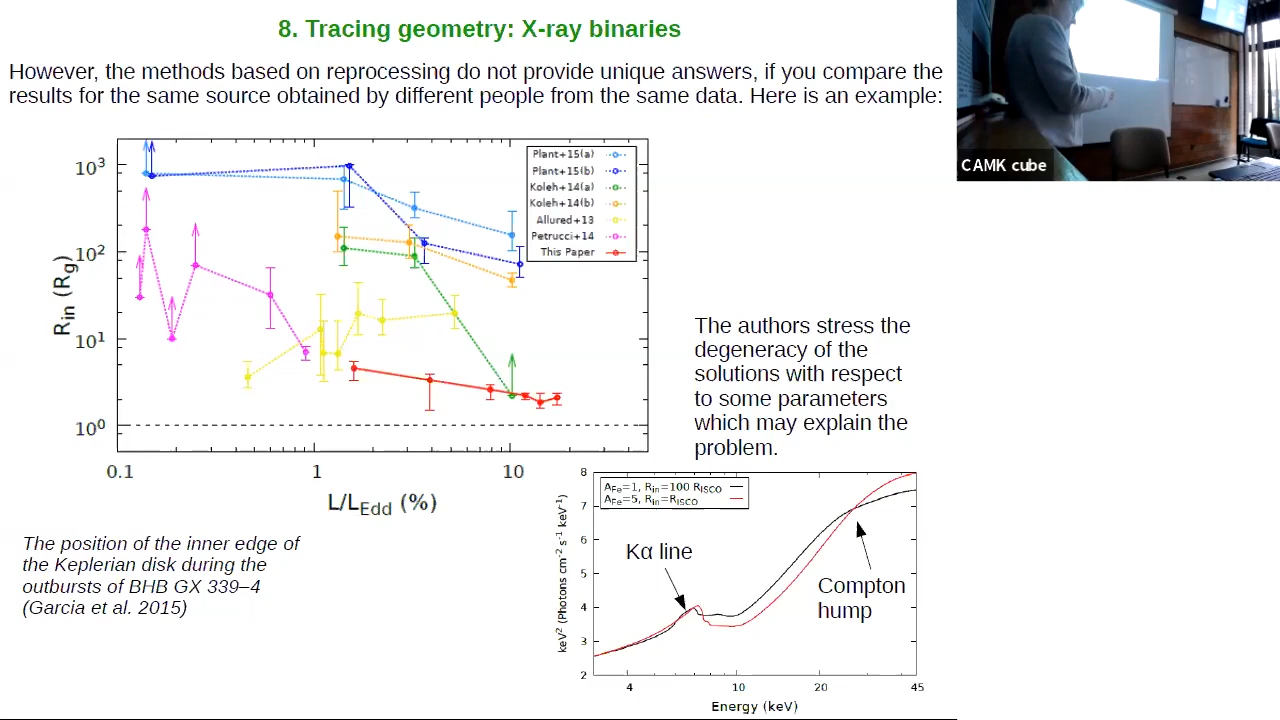 8. Tracing geometry: X-ray binaries
However, the methods based on reprocessing do not provide unique answers, if you compare the
results for the same source obtained by different people from the same data. Here is an example:
CAMK cube
10³
10²
10¹
10⁰
R_in (R_g)
Plant+15(a)
Plant+15(b)
Koleh+14(a)
Koleh+14(b)
Allured+13
Petrucci+14
This Paper
0.1
1
10
L/L_Edd (%)
The authors stress the
degeneracy of the
solutions with respect
to some parameters
which may explain the
problem.
The position of the inner edge of
the Keplerian disk during the
outbursts of BHB GX 339–4
(Garcia et al. 2015)
8
7
6
5
4
3
2
keV² (Photons cm⁻² s⁻¹ keV⁻¹)
A_Fe=1, R_in=100 R_ISCO
A_Fe=5, R_in=R_ISCO
Kα line
Compton
hump
4
10
20
45
Energy (keV)